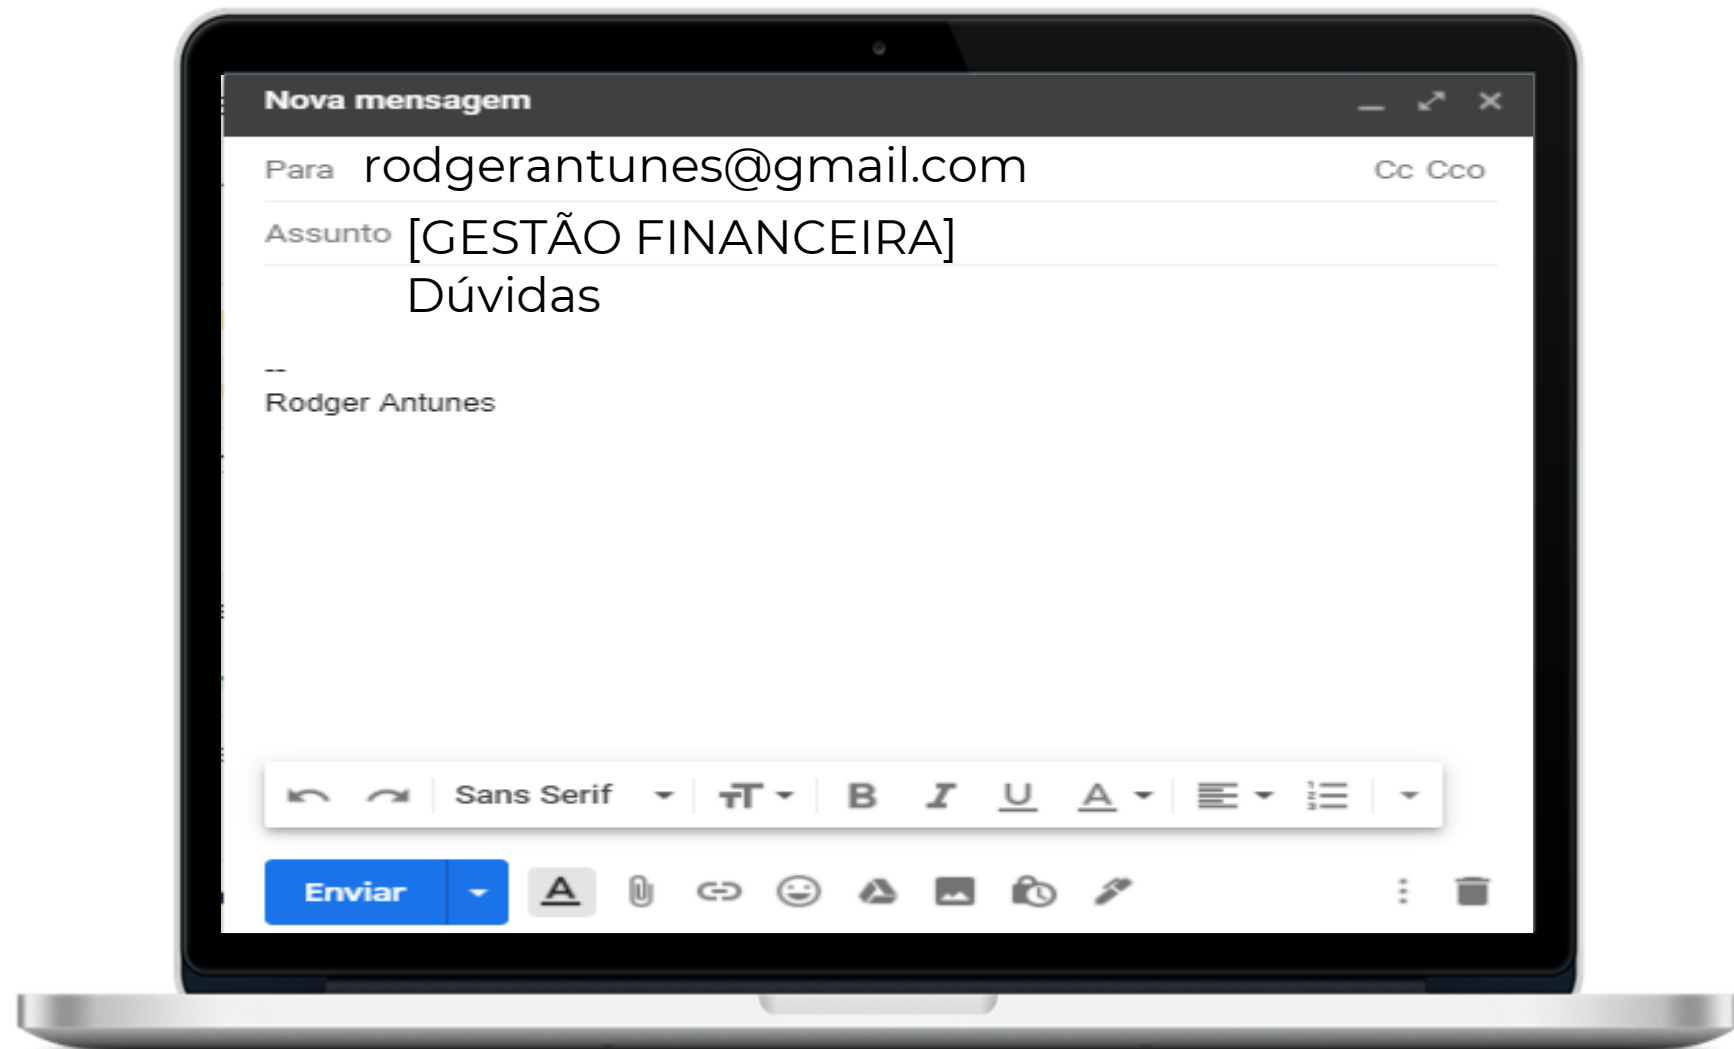 Nova mensagem
Para rodgerantunes@gmail.com Cc Cco
Assunto [GESTÃO FINANCEIRA]
Dúvidas
--
Rodger Antunes
Sans Serif
Enviar